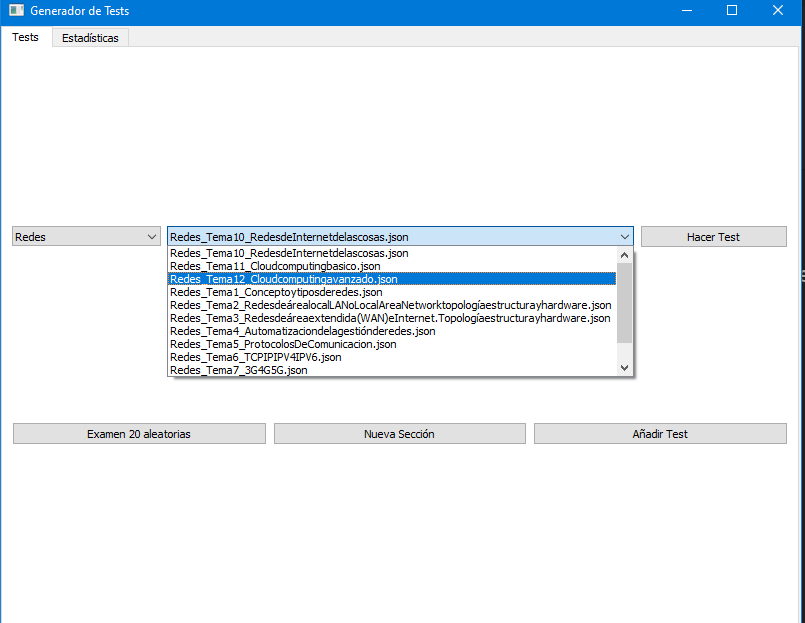 Generador de Tests
Tests Estadísticas
Redes Redes_Tema10_RedesdeInternetdelascosas.json Hacer Test
Redes_Tema10_RedesdeInternetdelascosas.json
Redes_Tema11_Cloudcomputingbasico.json
Redes_Tema12_Cloudcomputingavanzado.json
Redes_Tema1_Conceptoytiposderedes.json
Redes_Tema2_RedesdeárealocalLANoLocalAreaNetworktopologíaestructurayhardware.json
Redes_Tema3_Redesdeáreaextendida(WAN)eInternet.Topologíaestructurayhardware.json
Redes_Tema4_Automatizaciondelagestiónderedes.json
Redes_Tema5_ProtocolosDeComunicacion.json
Redes_Tema6_TCPIPIPV4IPV6.json
Redes_Tema7_3G4G5G.json
Examen 20 aleatorias Nueva Sección Añadir Test